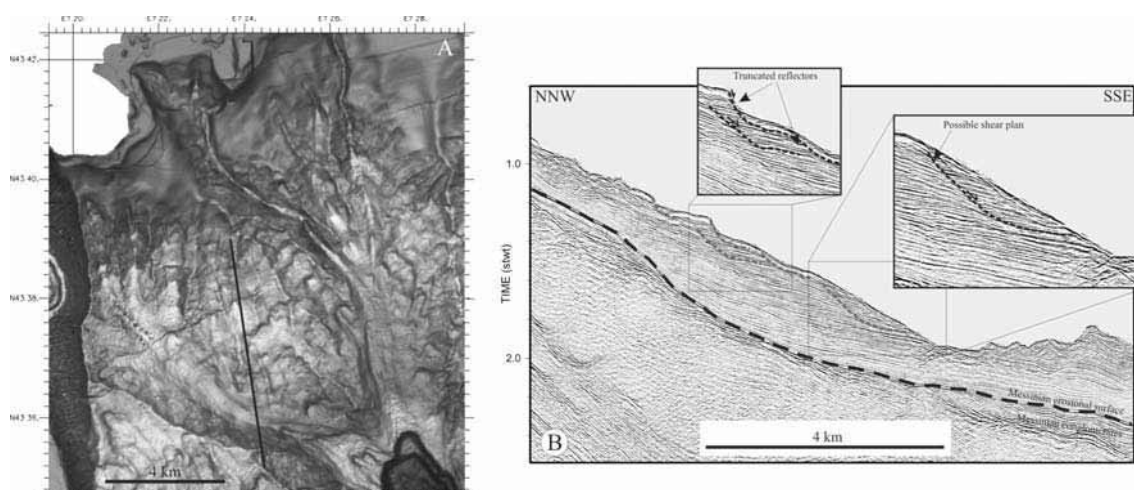 E7.20 E7.22 E7.24. E7.26 E7.28.
A
N43 42.
N43 40.
N43 38.
N43 39.
4 km
Truncated reflectors
NNW
SSE
Possible shear plan
1.0
TIME (stwt)
2.0
Messinian erosional surface
Messinian conglomerates
B
4 km